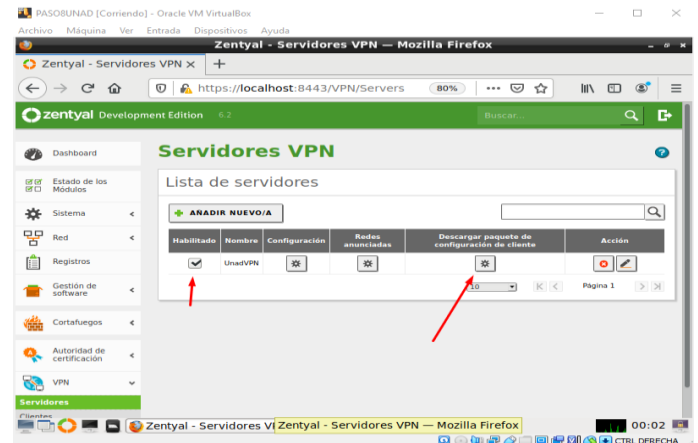 PASO8UNAD [Corriendo] - Oracle VM VirtualBox
Archivo Máquina Ver Entrada Dispositivos Ayuda
Zentyal - Servidores VPN — Mozilla Firefox
Zentyal - Servidores VPN
https://localhost:8443/VPN/Servers 80%
zentyal Development Edition 6.2 Buscar...
Dashboard
Estado de los
Módulos
Sistema
Red
Registros
Gestión de
software
Cortafuegos
Autoridad de
certificación
VPN
Servidores
Clientes
Servidores VPN
Lista de servidores
AÑADIR NUEVO/A
Habilitado Nombre Configuración Redes anunciadas Descargar paquete de configuración de cliente Acción
UnadVPN
10 Página 1
Zentyal - Servidores V
Zentyal - Servidores VPN — Mozilla Firefox
00:02
CTRL DERECHA